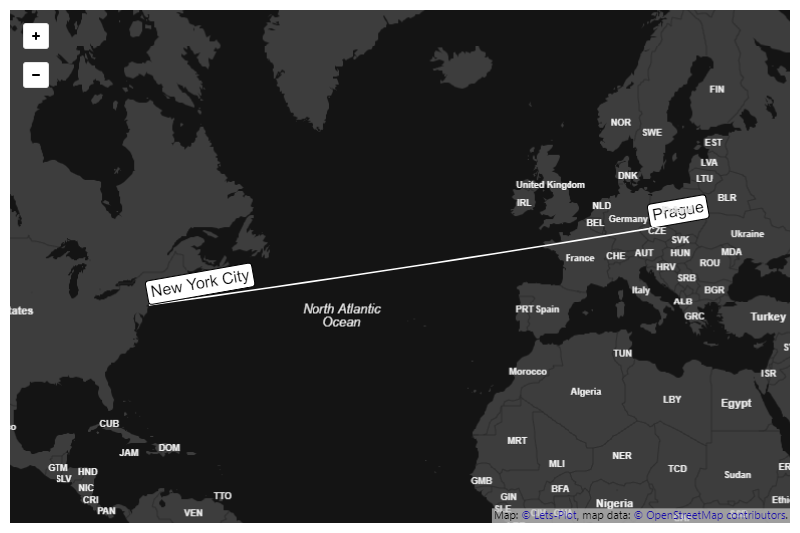 +
−
FIN
NOR
SWE
EST
LVA
LTU
DNK
United Kingdom
IRL
BLR
NLD
Prague
BEL
Germany
CZE
Ukraine
SVK
France
CHE
AUT
HUN
MDA
HRV
ROU
SRB
New York City
Italy
BGR
ALB
PRT
Spain
GRC
Turkey
North Atlantic
Ocean
tates
TUN
Morocco
ISR
Algeria
LBY
Egypt
CUB
MRT
DOM
JAM
NER
MLI
TCD
GTM
HND
Sudan
SLV
GMB
NIC
BFA
TTO
GIN
CRI
Nigeria
PAN
VEN
Map: © Lets-Plot, map data: © OpenStreetMap contributors.